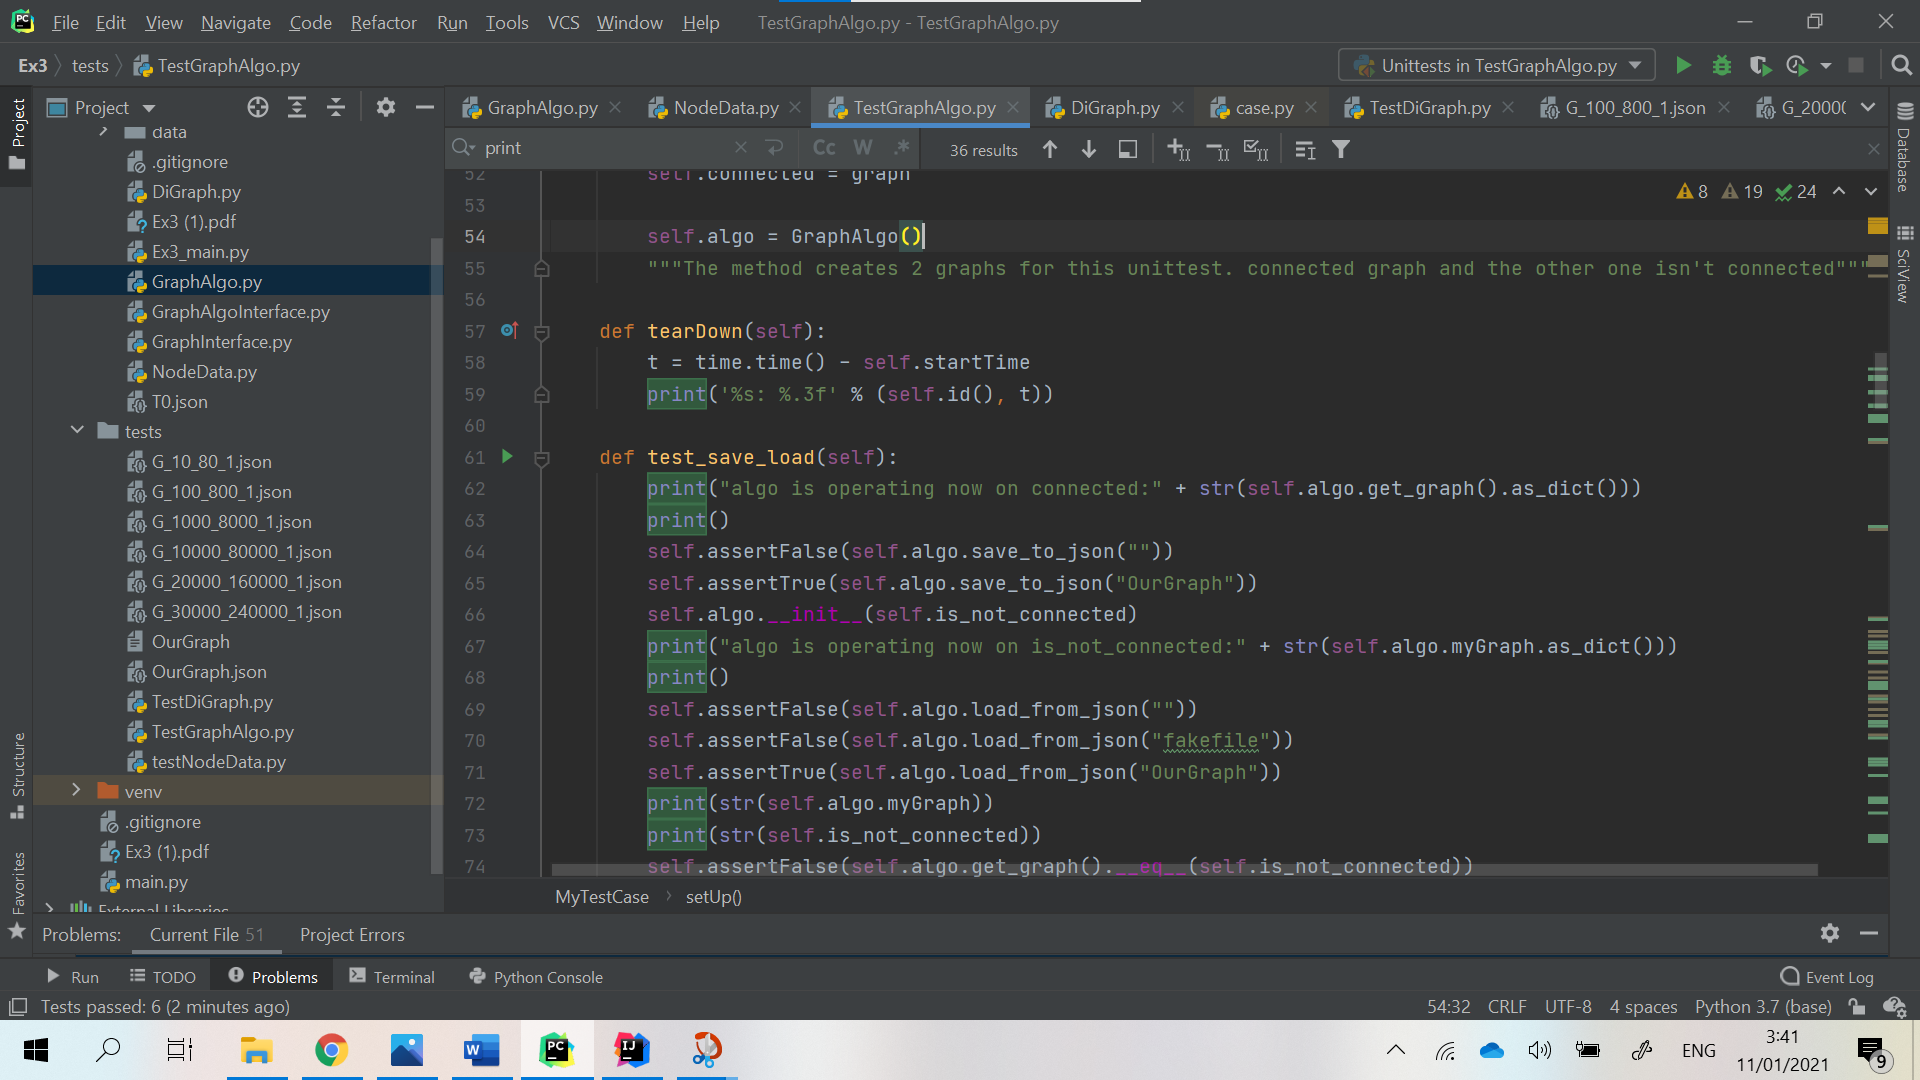 File Edit View Navigate Code Refactor Run Tools VCS Window Help TestGraphAlgo.py - TestGraphAlgo.py
Ex3 tests TestGraphAlgo.py Unittests in TestGraphAlgo.py
Project
GraphAlgo.py NodeData.py TestGraphAlgo.py DiGraph.py case.py TestDiGraph.py G_100_800_1.json G_2000(
print Cc W .* 36 results
Project
data
.gitignore
DiGraph.py
Ex3 (1).pdf
Ex3_main.py
GraphAlgo.py
GraphAlgoInterface.py
GraphInterface.py
NodeData.py
T0.json
tests
G_10_80_1.json
G_100_800_1.json
G_1000_8000_1.json
G_10000_80000_1.json
G_20000_160000_1.json
G_30000_240000_1.json
OurGraph
OurGraph.json
TestDiGraph.py
TestGraphAlgo.py
testNodeData.py
venv
.gitignore
Ex3 (1).pdf
main.py
External Libraries
Structure
Favorites
8 19 24
52 self.connected = graph
53
54 self.algo = GraphAlgo()
55 """The method creates 2 graphs for this unittest. connected graph and the other one isn't connected"""
56
57 def tearDown(self):
58 t = time.time() - self.startTime
59 print('%s: %.3f' % (self.id(), t))
60
61 def test_save_load(self):
62 print("algo is operating now on connected:" + str(self.algo.get_graph().as_dict()))
63 print()
64 self.assertFalse(self.algo.save_to_json(""))
65 self.assertTrue(self.algo.save_to_json("OurGraph"))
66 self.algo.__init__(self.is_not_connected)
67 print("algo is operating now on is_not_connected:" + str(self.algo.myGraph.as_dict()))
68 print()
69 self.assertFalse(self.algo.load_from_json(""))
70 self.assertFalse(self.algo.load_from_json("fakefile"))
71 self.assertTrue(self.algo.load_from_json("OurGraph"))
72 print(str(self.algo.myGraph))
73 print(str(self.is_not_connected))
74 self.assertFalse(self.algo.get_graph().__eq__(self.is_not_connected))
Database
SciView
MyTestCase setUp()
Problems: Current File 51 Project Errors
Run TODO Problems Terminal Python Console Event Log
Tests passed: 6 (2 minutes ago) 54:32 CRLF UTF-8 4 spaces Python 3.7 (base)
ENG 3:41
11/01/2021 9